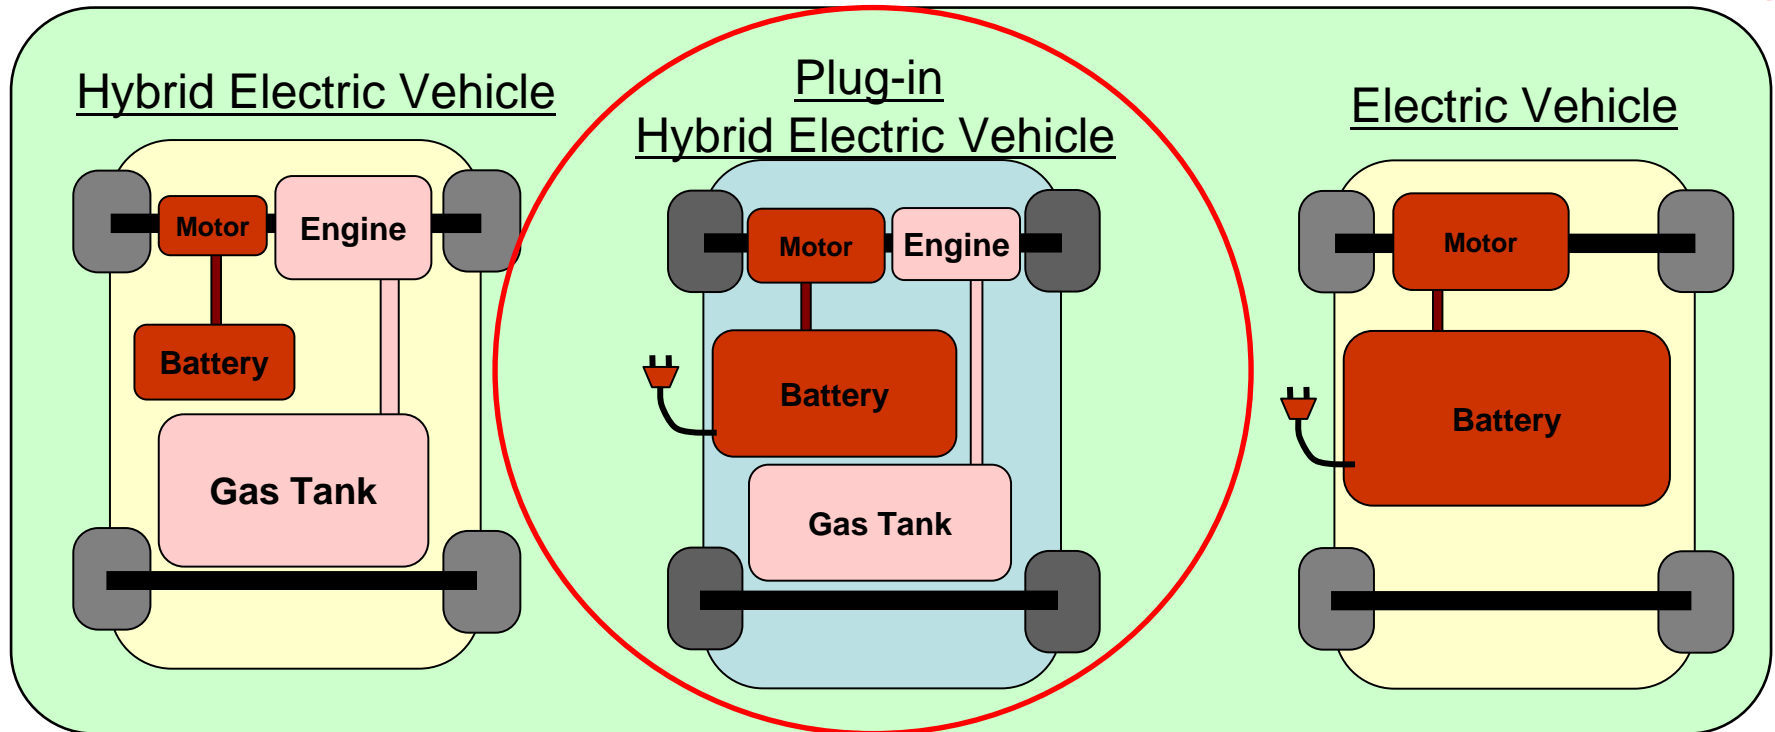 Hybrid Electric Vehicle
Motor
Engine
Battery
Gas Tank
Plug-in
Hybrid Electric Vehicle
Motor
Engine
Battery
Gas Tank
Electric Vehicle
Motor
Battery